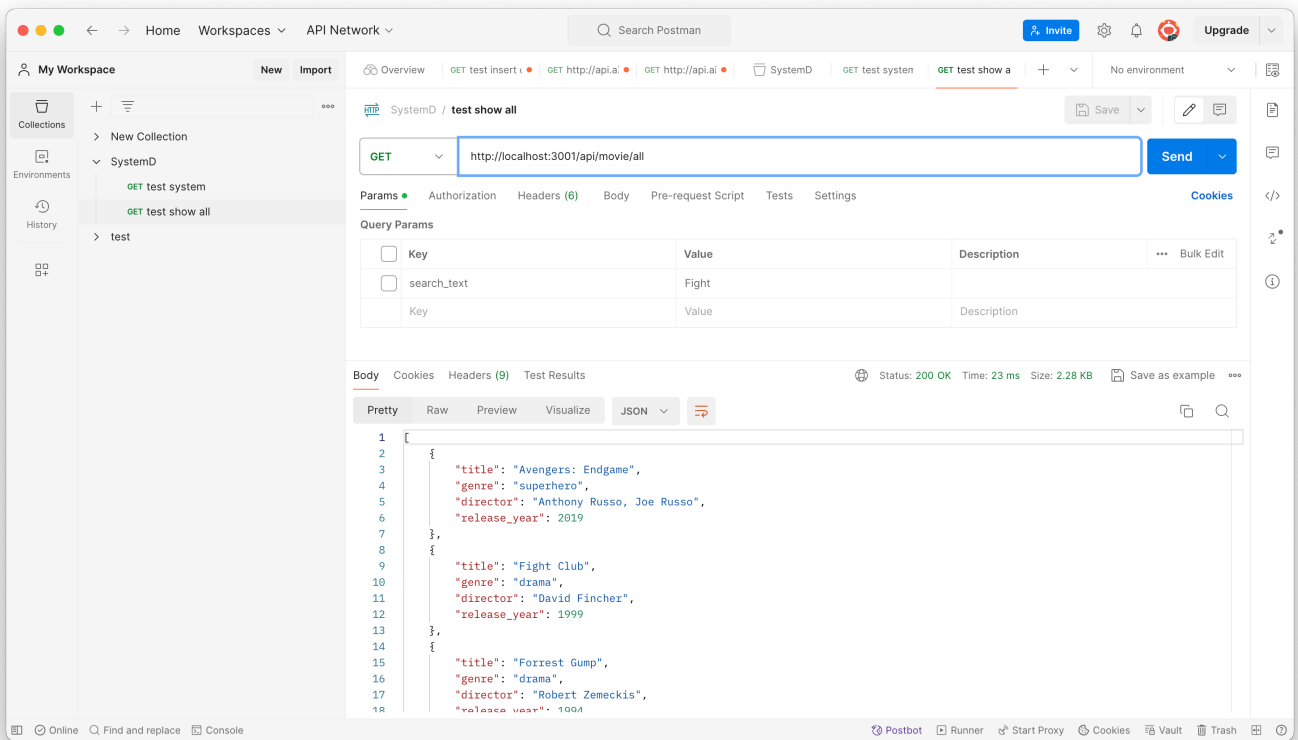 Home Workspaces API Network Search Postman Invite Upgrade
My Workspace New Import
Overview GET test insert GET http://api.a GET http://api.ai SystemD GET test system GET test show a No environment
Collections
Environments
History
New Collection
SystemD
GET test system
GET test show all
test
HTTP SystemD / test show all Save
GET http://localhost:3001/api/movie/all Send
Params Authorization Headers (6) Body Pre-request Script Tests Settings Cookies
Query Params
Key Value Description Bulk Edit
search_text Fight
Key Value Description
Body Cookies Headers (9) Test Results Status: 200 OK Time: 23 ms Size: 2.28 KB Save as example
Pretty Raw Preview Visualize JSON
1 [
2 {
3 "title": "Avengers: Endgame",
4 "genre": "superhero",
5 "director": "Anthony Russo, Joe Russo",
6 "release_year": 2019
7 },
8 {
9 "title": "Fight Club",
10 "genre": "drama",
11 "director": "David Fincher",
12 "release_year": 1999
13 },
14 {
15 "title": "Forrest Gump",
16 "genre": "drama",
17 "director": "Robert Zemeckis",
18 "release_year": 1994
Online Find and replace Console Postbot Runner Start Proxy Cookies Vault Trash